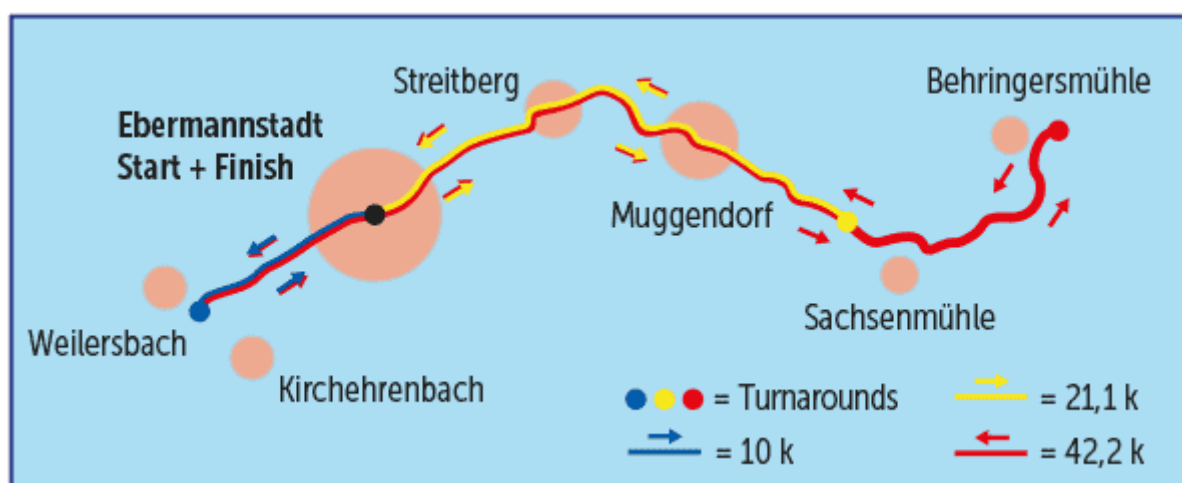 Streitberg
Behringersmühle
Ebermannstadt
Start + Finish
Muggendorf
Sachsenmühle
Weilersbach
Kirchehrenbach
= Turnarounds
= 21,1 k
= 10 k
= 42,2 k